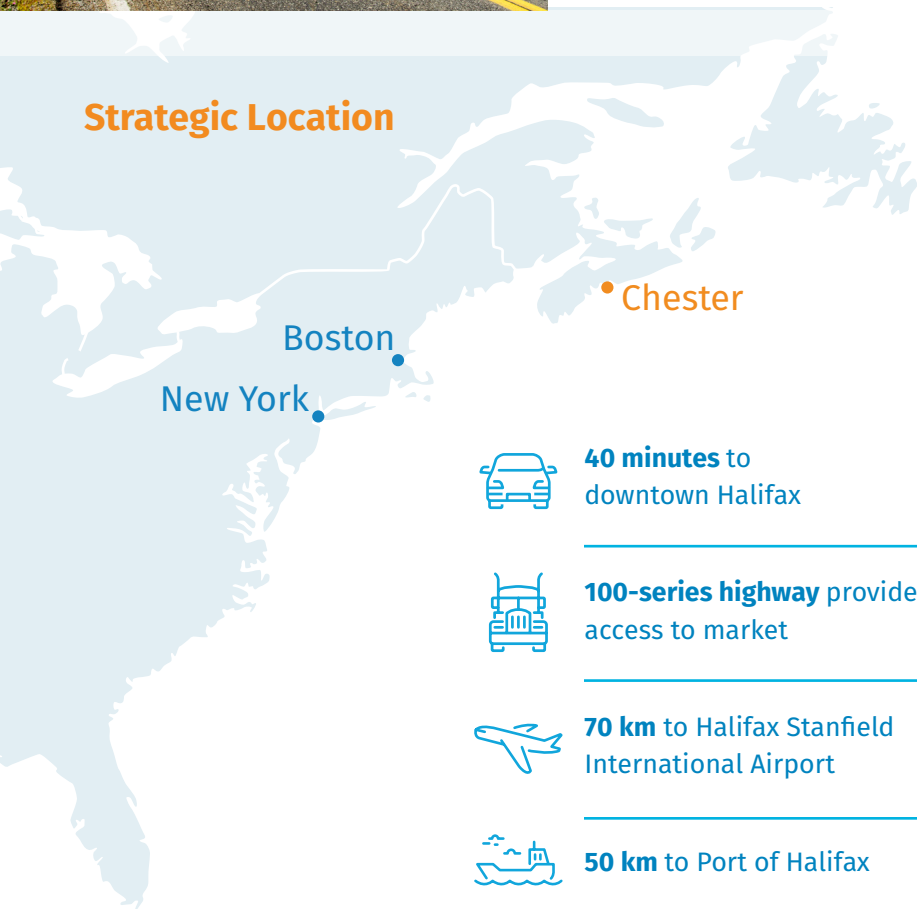 Strategic Location
Chester
Boston
New York
40 minutes to
downtown Halifax
100-series highway provide
access to market
70 km to Halifax Stanfield
International Airport
50 km to Port of Halifax